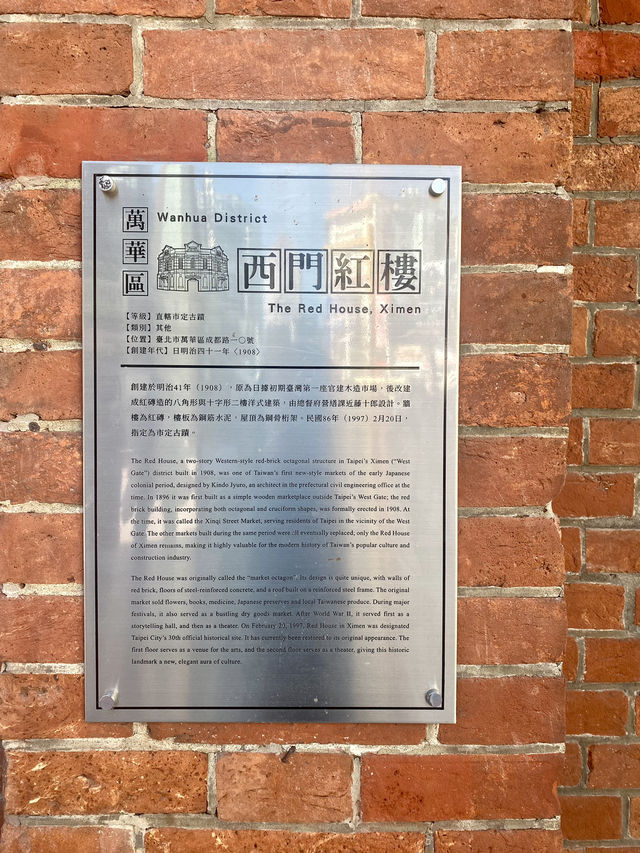 萬華區
Wanhua District
西門紅樓
The Red House, Ximen
【等級】直轄市定古蹟
【類別】其他
【位置】臺北市萬華區成都路一〇號
【創建年代】日明治四十一年〈1908〉
創建於明治41年（1908），原為日據初期臺灣第一座官建木造市場，後改建
成紅磚造的八角形與十字形二樓洋式建築，由總督府營繕課近藤十郎設計。牆
樓為紅磚，樓板為鋼筋水泥，屋頂為鋼骨桁架。民國86年（1997）2月20日，
指定為市定古蹟。
The Red House, a two-story Western-style red-brick octagonal structure in Taipei's Ximen ("West
Gate") district built in 1908, was one of Taiwan's first new-style markets of the early Japanese
colonial period, designed by Kindo Jyuro, an architect in the prefectural civil engineering office at the
time. In 1896 it was first built as a simple wooden marketplace outside Taipei's West Gate; the red
brick building, incorporating both octagonal and cruciform shapes, was formally erected in 1908. At
the time, it was called the Xinqi Street Market, serving residents of Taipei in the vicinity of the West
Gate. The other markets built during the same period were all eventually replaced; only the Red House
of Ximen remains, making it highly valuable for the modern history of Taiwan's popular culture and
construction industry.
The Red House was originally called the "market octagon". Its design is quite unique, with walls of
red brick, floors of steel-reinforced concrete, and a roof built on a reinforced steel frame. The original
market sold flowers, books, medicine, Japanese preserves and local Taiwanese produce. During major
festivals, it also served as a bustling dry goods market. After World War II, it served first as a
storytelling hall, and then as a theater. On February 20, 1997, Red House in Ximen was designated
Taipei City's 30th official historical site. It has currently been restored to its original appearance. The
first floor serves as a venue for the arts, and the second floor serves as a theater, giving this historic
landmark a new, elegant aura of culture.